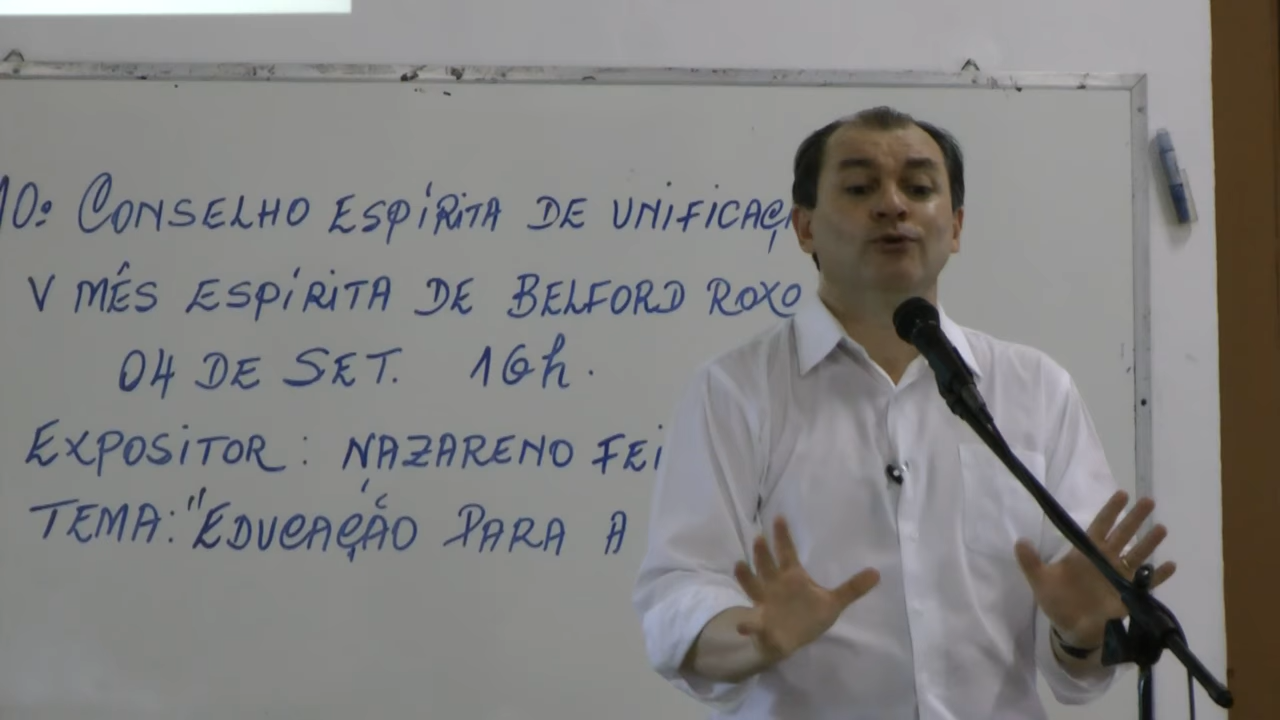 10º CONSELHO ESPÍRITA DE UNIFICAÇ
V MÊS ESPÍRITA DE BELFORD ROXO
04 DE SET. 16h.
EXPOSITOR: NAZARENO FEI
TEMA: "EDUCAÇÃO PARA A